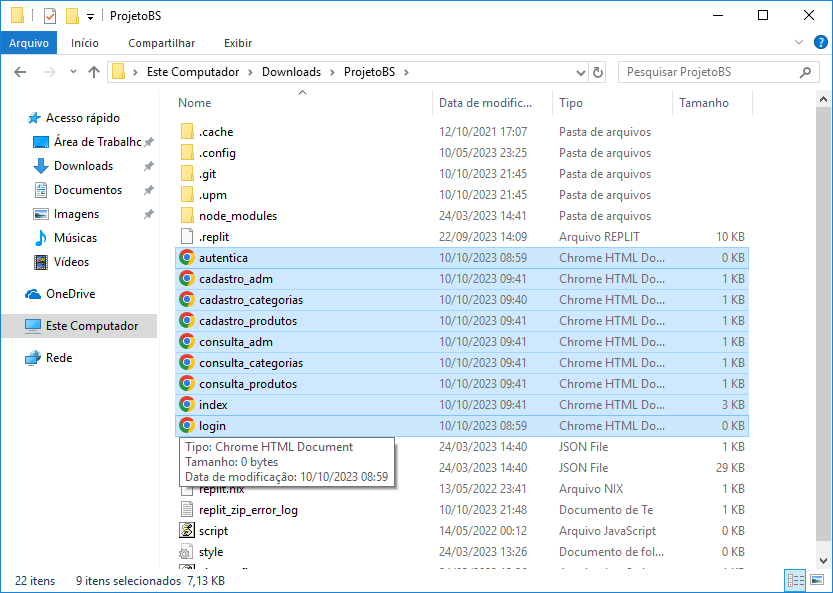 ProjetoBS
Arquivo Início Compartilhar Exibir
Este Computador Downloads ProjetoBS Pesquisar ProjetoBS
Nome Data de modific... Tipo Tamanho
Acesso rápido
Área de Trabalhc
Downloads
Documentos
Imagens
Músicas
Vídeos
OneDrive
Este Computador
Rede
.cache 12/10/2021 17:07 Pasta de arquivos
.config 10/05/2023 23:25 Pasta de arquivos
.git 10/10/2023 21:45 Pasta de arquivos
.upm 10/10/2023 21:45 Pasta de arquivos
node_modules 24/03/2023 14:41 Pasta de arquivos
.replit 22/09/2023 14:09 Arquivo REPLIT 10 KB
autentica 10/10/2023 08:59 Chrome HTML Do... 0 KB
cadastro_adm 10/10/2023 09:41 Chrome HTML Do... 1 KB
cadastro_categorias 10/10/2023 09:40 Chrome HTML Do... 1 KB
cadastro_produtos 10/10/2023 09:41 Chrome HTML Do... 1 KB
consulta_adm 10/10/2023 09:41 Chrome HTML Do... 1 KB
consulta_categorias 10/10/2023 09:41 Chrome HTML Do... 1 KB
consulta_produtos 10/10/2023 09:41 Chrome HTML Do... 1 KB
index 10/10/2023 09:41 Chrome HTML Do... 3 KB
login 10/10/2023 08:59 Chrome HTML Do... 0 KB
Tipo: Chrome HTML Document
Tamanho: 0 bytes
Data de modificação: 10/10/2023 08:59
24/03/2023 14:40 JSON File 1 KB
24/03/2023 14:40 JSON File 29 KB
replit.nix 13/05/2022 23:41 Arquivo NIX 1 KB
replit_zip_error_log 10/10/2023 21:48 Documento de Te 0 KB
script 14/05/2022 00:12 Arquivo JavaScript 0 KB
style 24/03/2023 13:26 Documento de fol... 1 KB
22 itens 9 itens selecionados 7,13 KB